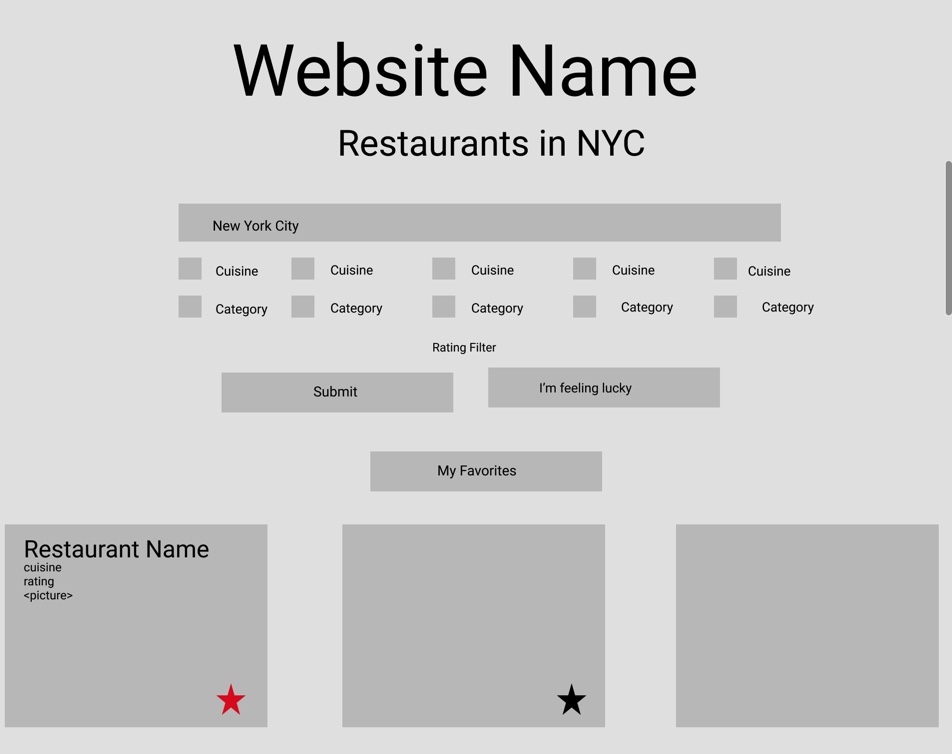 Website Name
Restaurants in NYC
New York City
Cuisine Cuisine Cuisine Cuisine Cuisine
Category Category Category Category Category
Rating Filter
Submit I'm feeling lucky
My Favorites
Restaurant Name
cuisine
rating
<picture>